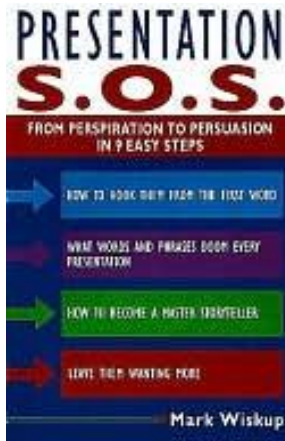 PRESENTATION
S.O.S.
FROM PERSPIRATION TO PERSUASION
IN 9 EASY STEPS
HOW TO HOOK THEM FROM THE FIRST WORD
WHAT WORDS AND PHRASES DOOM EVERY
PRESENTATION
HOW TO BECOME A MASTER STORYTELLER
LEAVE THEM WANTING MORE
Mark Wiskup